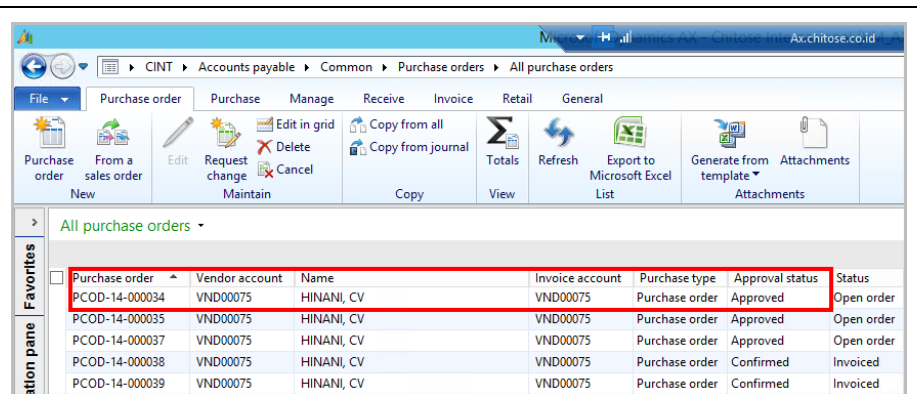 Ax.chitose.co.id
CINT ▸ Accounts payable ▸ Common ▸ Purchase orders ▸ All purchase orders
File Purchase order Purchase Manage Receive Invoice Retail General
Purchase order
From a sales order
Edit
Request change
Edit in grid
Delete
Cancel
Copy from all
Copy from journal
Totals
Refresh
Export to Microsoft Excel
Generate from template
Attachments
New Maintain Copy View List Attachments
All purchase orders
Favorites
Purchase order Vendor account Name Invoice account Purchase type Approval status Status
PCOD-14-000034 VND00075 HINANI, CV VND00075 Purchase order Approved Open order
PCOD-14-000035 VND00075 HINANI, CV VND00075 Purchase order Approved Open order
PCOD-14-000037 VND00075 HINANI, CV VND00075 Purchase order Approved Open order
PCOD-14-000038 VND00075 HINANI, CV VND00075 Purchase order Confirmed Invoiced
PCOD-14-000039 VND00075 HINANI, CV VND00075 Purchase order Confirmed Invoiced
ation pane